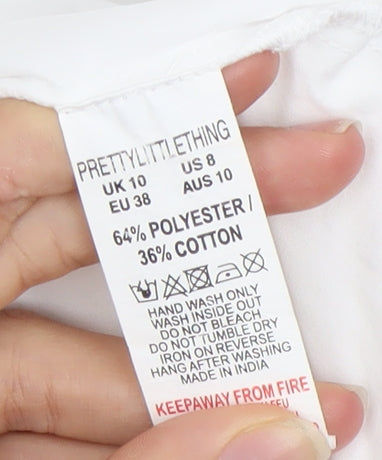 PRETTYLITTLETHING
UK 10 US 8
EU 38 AUS 10
64% POLYESTER /
36% COTTON
HAND WASH ONLY
WASH INSIDE OUT
DO NOT BLEACH
DO NOT TUMBLE DRY
IRON ON REVERSE
HANG AFTER WASHING
MADE IN INDIA
KEEPAWAY FROM FIRE